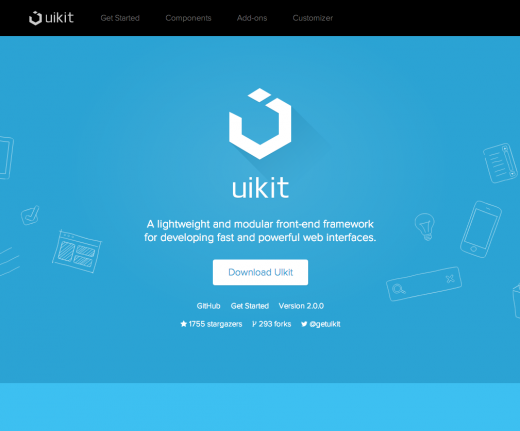 uikit
Get Started Components Add-ons Customizer
uikit
A lightweight and modular front-end framework
for developing fast and powerful web interfaces.
Download UIkit
GitHub Get Started Version 2.0.0
1755 stargazers 293 forks @getuikit